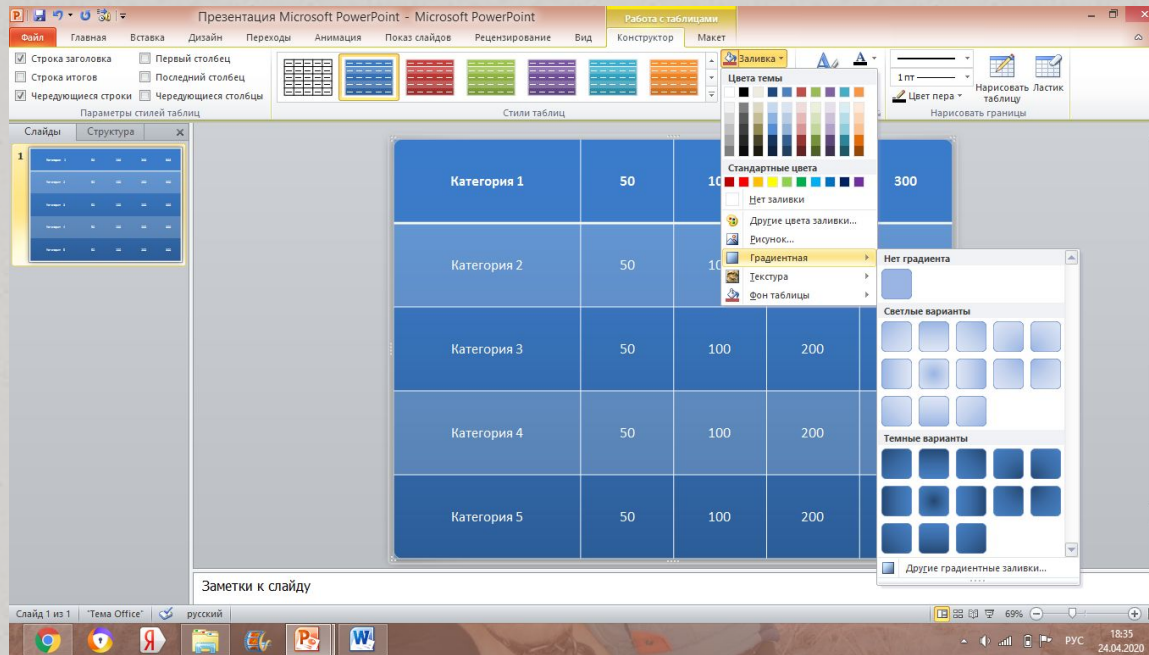 Презентация Microsoft PowerPoint - Microsoft PowerPoint
Работа с таблицами
Файл Главная Вставка Дизайн Переходы Анимация Показ слайдов Рецензирование Вид Конструктор Макет
Строка заголовка Первый столбец
Строка итогов Последний столбец
Чередующиеся строки Чередующиеся столбцы
Параметры стилей таблиц
Стили таблиц
Заливка
1 пт
Цвет пера
Нарисовать таблицу
Ластик
Нарисовать границы
Цвета темы
Стандартные цвета
Нет заливки
Другие цвета заливки...
Рисунок...
Градиентная
Текстура
Фон таблицы
Нет градиента
Светлые варианты
Темные варианты
Другие градиентные заливки...
Слайды Структура
1
Категория 1 50 10 300
Категория 2 50 10
Категория 3 50 100 200
Категория 4 50 100 200
Категория 5 50 100 200
Заметки к слайду
Слайд 1 из 1 "Тема Office" русский 69%
РУС 18:35
24.04.2020